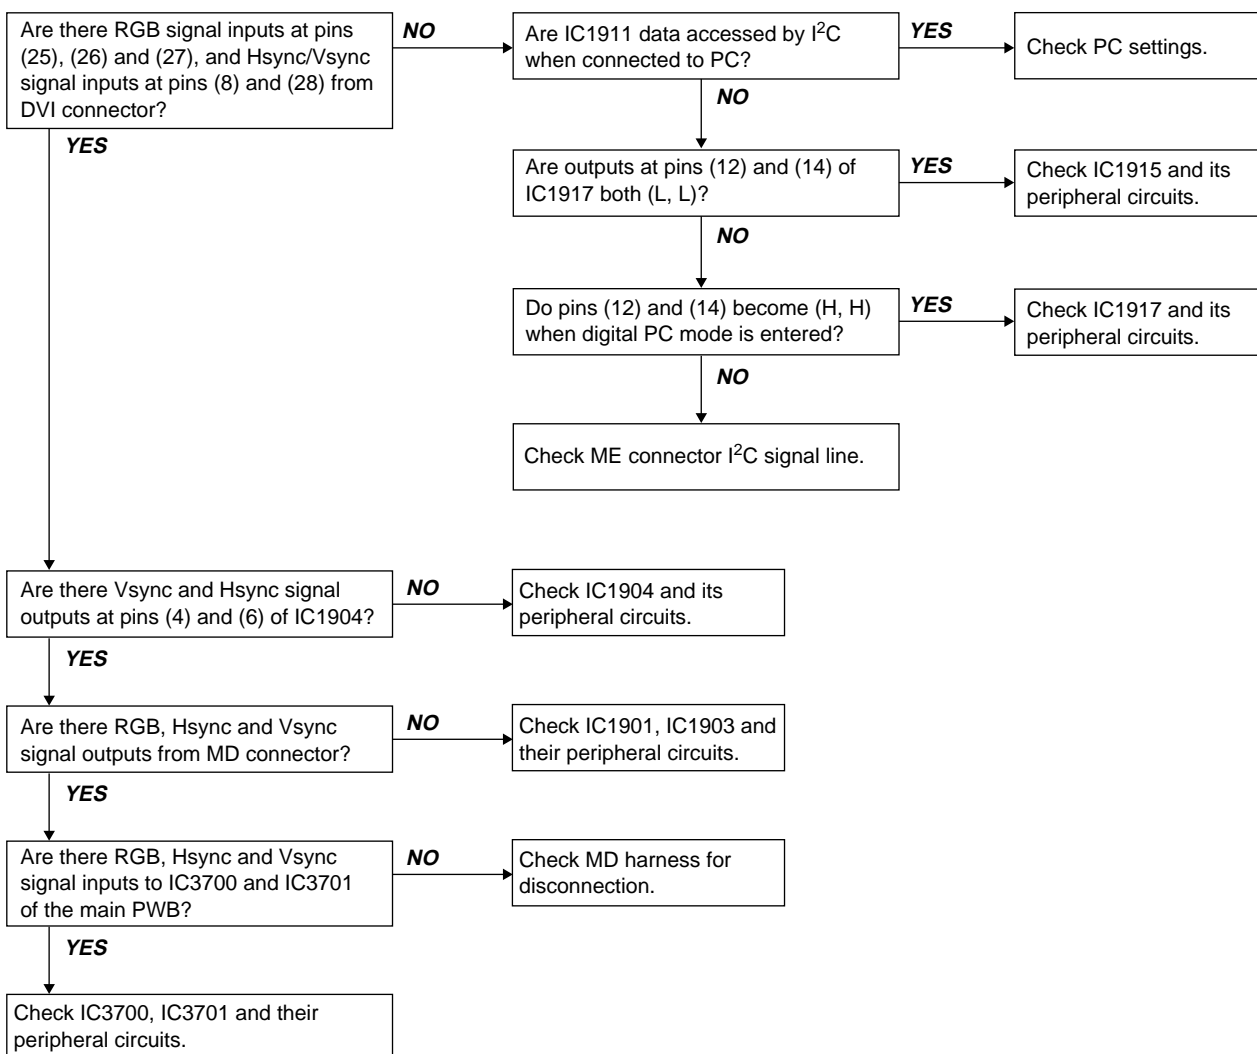 Are there RGB signal inputs at pins
(25), (26) and (27), and Hsync/Vsync
signal inputs at pins (8) and (28) from
DVI connector?
NO
Are IC1911 data accessed by I²C
when connected to PC?
YES
Check PC settings.
NO
YES
Are outputs at pins (12) and (14) of
IC1917 both (L, L)?
YES
Check IC1915 and its
peripheral circuits.
NO
Do pins (12) and (14) become (H, H)
when digital PC mode is entered?
YES
Check IC1917 and its
peripheral circuits.
NO
Check ME connector I²C signal line.
Are there Vsync and Hsync signal
outputs at pins (4) and (6) of IC1904?
NO
Check IC1904 and its
peripheral circuits.
YES
Are there RGB, Hsync and Vsync
signal outputs from MD connector?
NO
Check IC1901, IC1903 and
their peripheral circuits.
YES
Are there RGB, Hsync and Vsync
signal inputs to IC3700 and IC3701
of the main PWB?
NO
Check MD harness for
disconnection.
YES
Check IC3700, IC3701 and their
peripheral circuits.